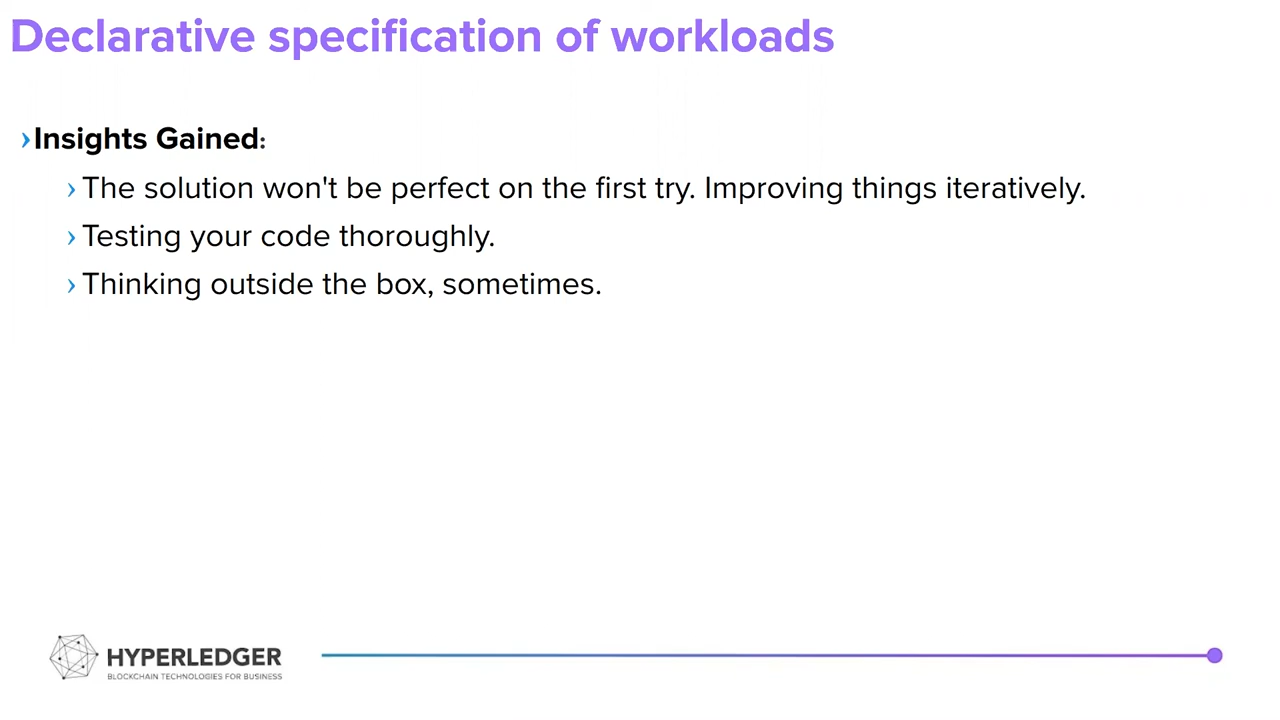 Declarative specification of workloads
›Insights Gained:
› The solution won't be perfect on the first try. Improving things iteratively.
› Testing your code thoroughly.
› Thinking outside the box, sometimes.
HYPERLEDGER
BLOCKCHAIN TECHNOLOGIES FOR BUSINESS